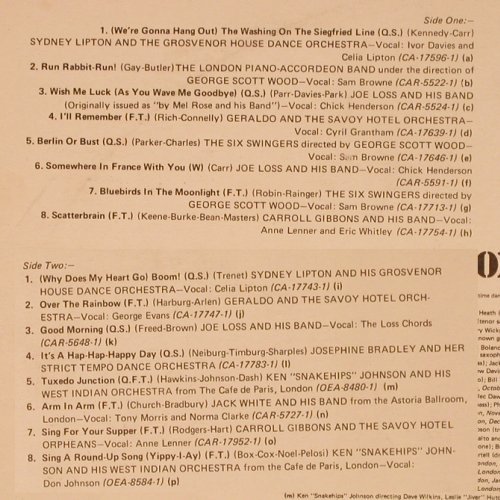 Side One:–
1. (We're Gonna Hang Out) The Washing On The Siegfried Line (Q.S.) (Kennedy-Carr)
SYDNEY LIPTON AND THE GROSVENOR HOUSE DANCE ORCHESTRA–Vocal: Ivor Davies and
Celia Lipton (CA-17596-1) (a)
2. Run Rabbit-Run! (Gay-Butler) THE LONDON PIANO-ACCORDEON BAND under the direction of
GEORGE SCOTT WOOD–Vocal: Sam Browne (CAR-5522-1) (b)
3. Wish Me Luck (As You Wave Me Goodbye) (Q.S.) (Parr-Davies-Park) JOE LOSS AND HIS BAND
(Originally issued as "by Mel Rose and his Band")–Vocal: Chick Henderson (CAR-5524-1) (c)
4. I'll Remember (F.T.) (Rich-Connelly) GERALDO AND THE SAVOY HOTEL ORCHESTRA–
Vocal: Cyril Grantham (CA-17639-1) (d)
5. Berlin Or Bust (Q.S.) (Parker-Charles) THE SIX SWINGERS directed by GEORGE SCOTT WOOD–
Vocal: Sam Browne (CA-17646-1) (e)
6. Somewhere In France With You (W) (Carr) JOE LOSS AND HIS BAND–Vocal: Chick Henderson
(CAR-5591-1) (f)
7. Bluebirds In The Moonlight (F.T.) (Robin-Rainger) THE SIX SWINGERS directed by
GEORGE SCOTT WOOD–Vocal: Sam Browne (CA-17713-1) (g)
8. Scatterbrain (F.T.) (Keene-Burke-Bean-Masters) CARROLL GIBBONS AND HIS BAND–Vocal:
Anne Lenner and Eric Whitley (CA-17754-1) (h)
Side Two:–
1. (Why Does My Heart Go) Boom! (Q.S.) (Trenet) SYDNEY LIPTON AND HIS GROSVENOR
HOUSE DANCE ORCHESTRA–Vocal: Celia Lipton (CA-17743-1) (i)
2. Over The Rainbow (F.T.) (Harburg-Arlen) GERALDO AND THE SAVOY HOTEL ORCH-
ESTRA–Vocal: George Evans (CA-17747-1) (j)
3. Good Morning (Q.S.) (Freed-Brown) JOE LOSS AND HIS BAND–Vocal: The Loss Chords
(CAR-5648-1) (k)
4. It's A Hap-Hap-Happy Day (Q.S.) (Neiburg-Timburg-Sharples) JOSEPHINE BRADLEY AND HER
STRICT TEMPO DANCE ORCHESTRA (CA-17783-1) (l)
5. Tuxedo Junction (Q.F.T.) (Hawkins-Johnson-Dash) KEN "SNAKEHIPS" JOHNSON AND HIS
WEST INDIAN ORCHESTRA from the Cafe de Paris, London (OEA-8480-1) (m)
6. Arm In Arm (F.T.) (Church-Bradbury) JACK WHITE AND HIS BAND from the Astoria Ballroom,
London–Vocal: Tony Morris and Norma Clarke (CAR-5727-1) (n)
7. Sing For Your Supper (F.T.) (Rodgers-Hart) CARROLL GIBBONS AND THE SAVOY HOTEL
ORPHEANS–Vocal: Anne Lenner (CAR-17952-1) (o)
8. Sing A Round-Up Song (Yippy-I-Ay) (F.T.) (Box-Cox-Noel-Pelosi) KEN "SNAKEHIPS" JOHN-
SON AND HIS WEST INDIAN ORCHESTRA from the Cafe de Paris, London–Vocal:
Don Johnson (OEA-8584-1) (p)
(m) Ken "Snakehips" Johnson directing Dave Wilkins, Leslie "Jiver" Hutch